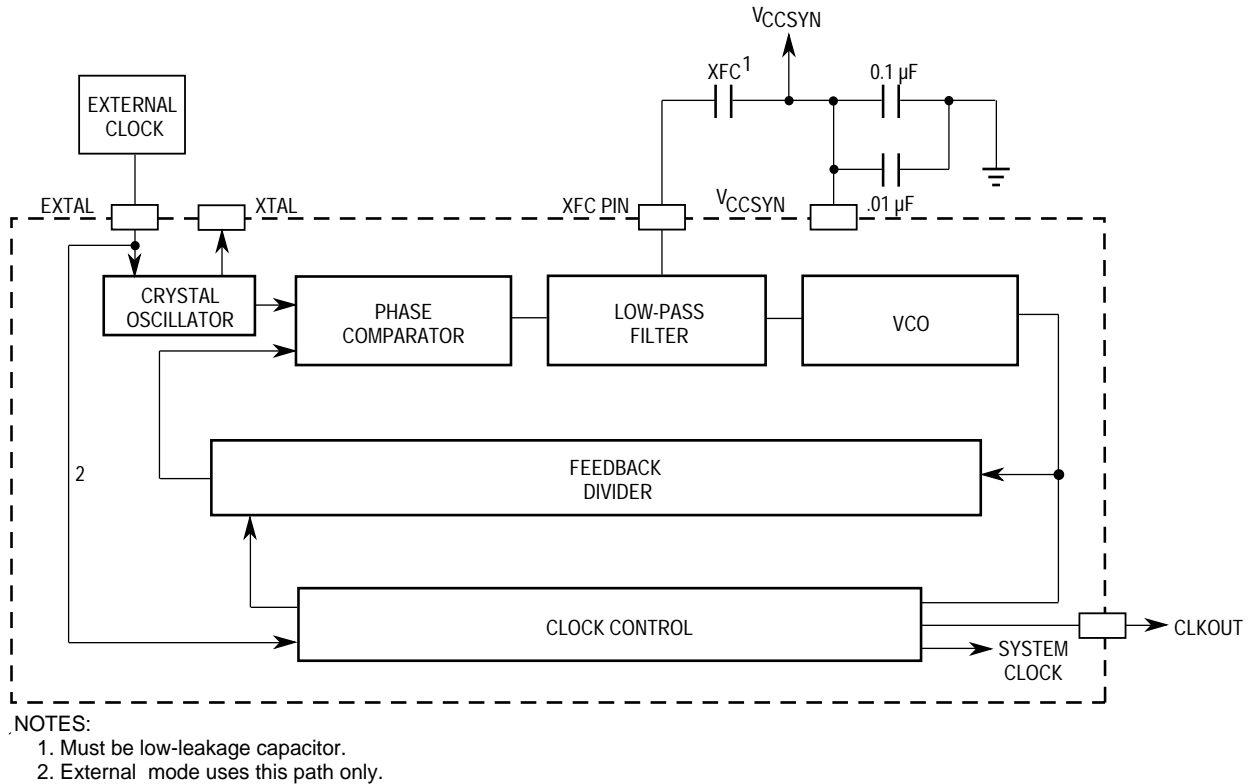 VCCSYN
XFC1
0.1 µF
EXTERNAL
CLOCK
EXTAL
XTAL
XFC PIN
VCCSYN
.01 µF
CRYSTAL
OSCILLATOR
PHASE
COMPARATOR
LOW-PASS
FILTER
VCO
2
FEEDBACK
DIVIDER
CLOCK CONTROL
CLKOUT
SYSTEM
CLOCK
NOTES:
1. Must be low-leakage capacitor.
2. External mode uses this path only.